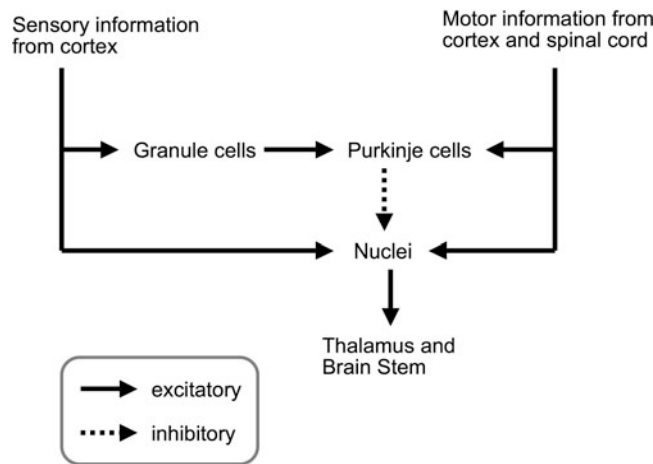 Sensory information
from cortex
Motor information from
cortex and spinal cord
Granule cells
Purkinje cells
Nuclei
Thalamus and
Brain Stem
excitatory
inhibitory